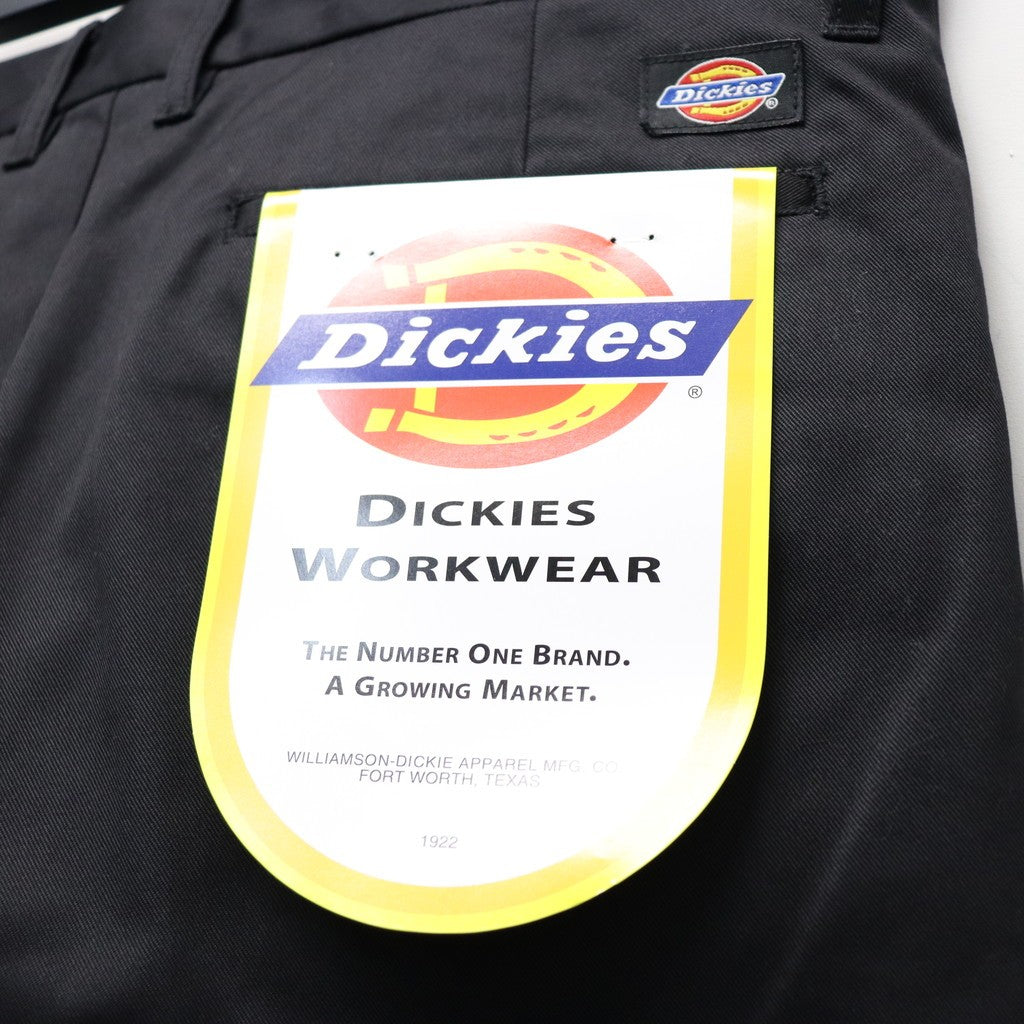 Dickies®
Dickies
®
DICKIES
WORKWEAR
THE NUMBER ONE BRAND.
A GROWING MARKET.
WILLIAMSON-DICKIE APPAREL MFG. CO.
FORT WORTH, TEXAS
1922